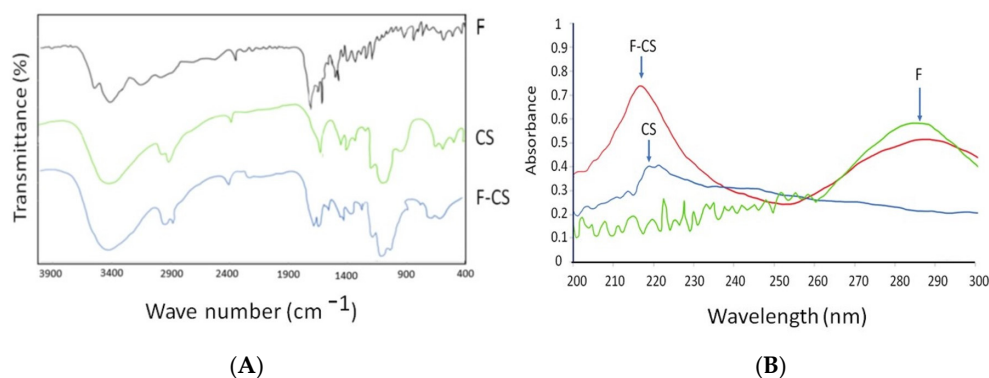 F
CS
F-CS
Transmittance (%)
3900 3400 2900 2400 1900 1400 900 400
Wave number (cm⁻¹)
(A)
1
0.9
0.8
0.7
0.6
0.5
0.4
0.3
0.2
0.1
0
Absorbance
F-CS
F
CS
200 210 220 230 240 250 260 270 280 290 300
Wavelength (nm)
(B)